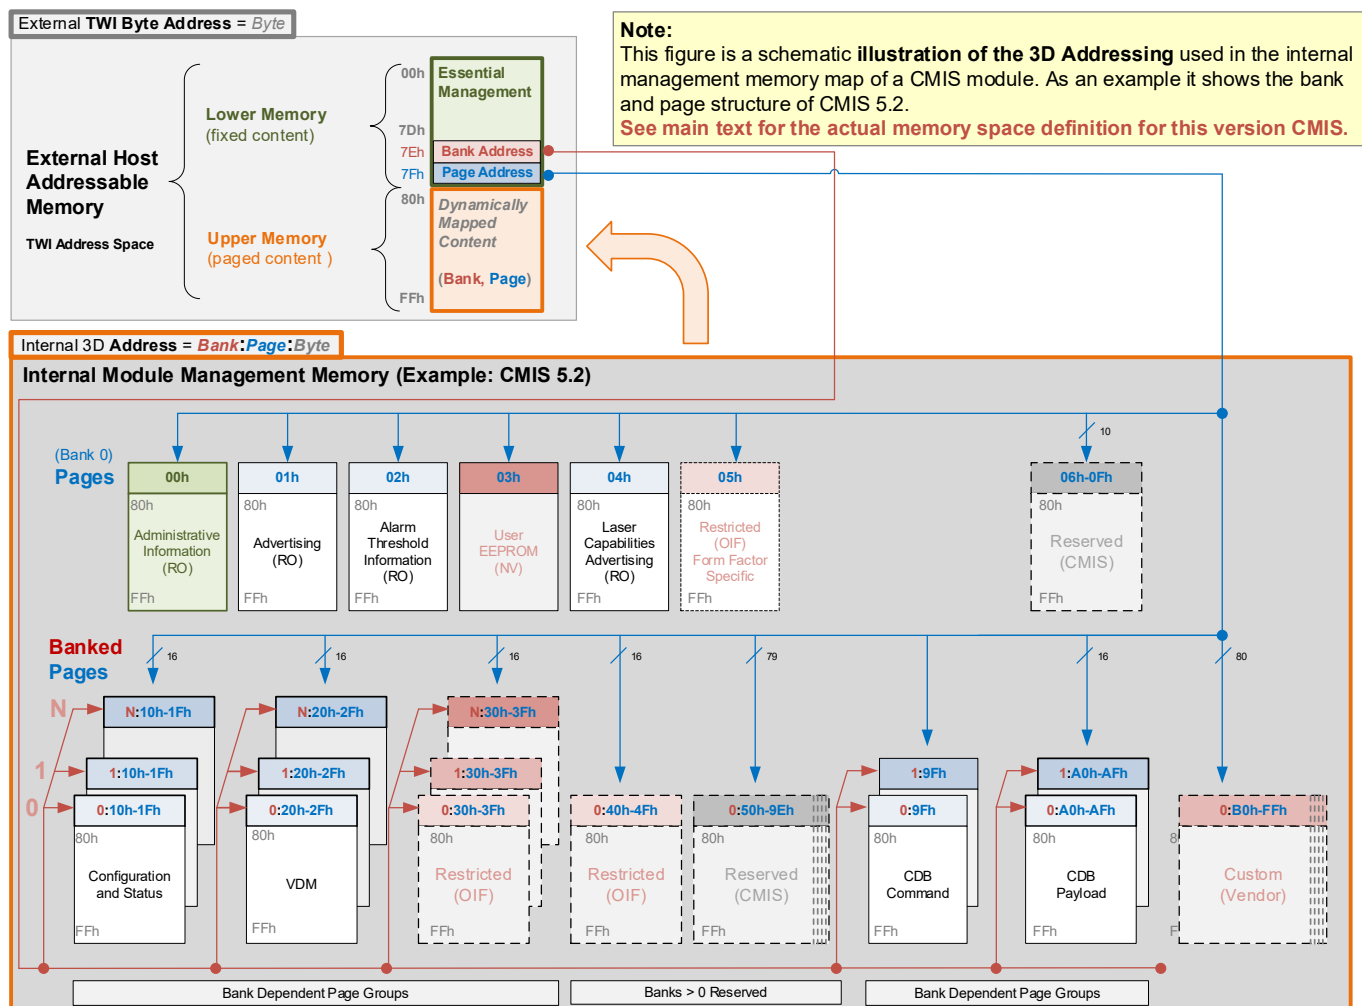 External TWI Byte Address = Byte
Note:
This figure is a schematic illustration of the 3D Addressing used in the internal
management memory map of a CMIS module. As an example it shows the bank
and page structure of CMIS 5.2.
See main text for the actual memory space definition for this version CMIS.
External Host
Addressable
Memory
TWI Address Space
Lower Memory
(fixed content)
Upper Memory
(paged content )
00h
7Dh
7Eh
7Fh
80h
FFh
Essential
Management
Bank Address
Page Address
Dynamically
Mapped
Content
(Bank, Page)
Internal 3D Address = Bank:Page:Byte
Internal Module Management Memory (Example: CMIS 5.2)
(Bank 0)
Pages
10
00h
80h
Administrative
Information
(RO)
FFh
01h
80h
Advertising
(RO)
FFh
02h
80h
Alarm
Threshold
Information
(RO)
FFh
03h
User
EEPROM
(NV)
04h
80h
Laser
Capabilities
Advertising
(RO)
FFh
05h
80h
Restricted
(OIF)
Form Factor
Specific
FFh
06h-0Fh
80h
Reserved
(CMIS)
FFh
Banked
Pages
16
16
16
16
79
16
80
N
1
0
N:10h-1Fh
1:10h-1Fh
0:10h-1Fh
80h
Configuration
and Status
FFh
N:20h-2Fh
1:20h-2Fh
0:20h-2Fh
80h
VDM
FFh
N:30h-3Fh
1:30h-3Fh
0:30h-3Fh
80h
Restricted
(OIF)
FFh
0:40h-4Fh
80h
Restricted
(OIF)
FFh
0:50h-9Eh
80h
Reserved
(CMIS)
FFh
1:9Fh
0:9Fh
80h
CDB
Command
FFh
1:A0h-AFh
0:A0h-AFh
80h
CDB
Payload
FFh
0:B0h-FFh
8
Custom
(Vendor)
F
Bank Dependent Page Groups
Banks > 0 Reserved
Bank Dependent Page Groups